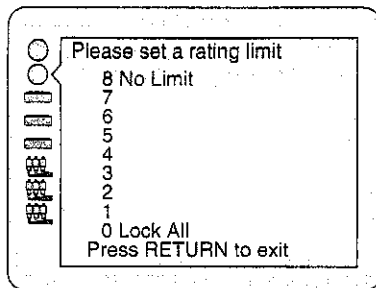 Please set a rating limit
8 No Limit
7
6
5
4
3
2
1
0 Lock All
Press RETURN to exit